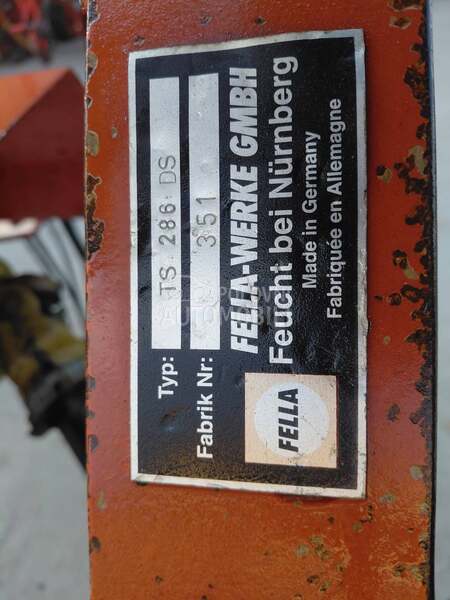 Typ: TS 286 DS
Fabrik Nr: 351
FELLA-WERKE GMBH
Feucht bei Nürnberg
Made in Germany
Fabriquée en Allemagne
FELLA